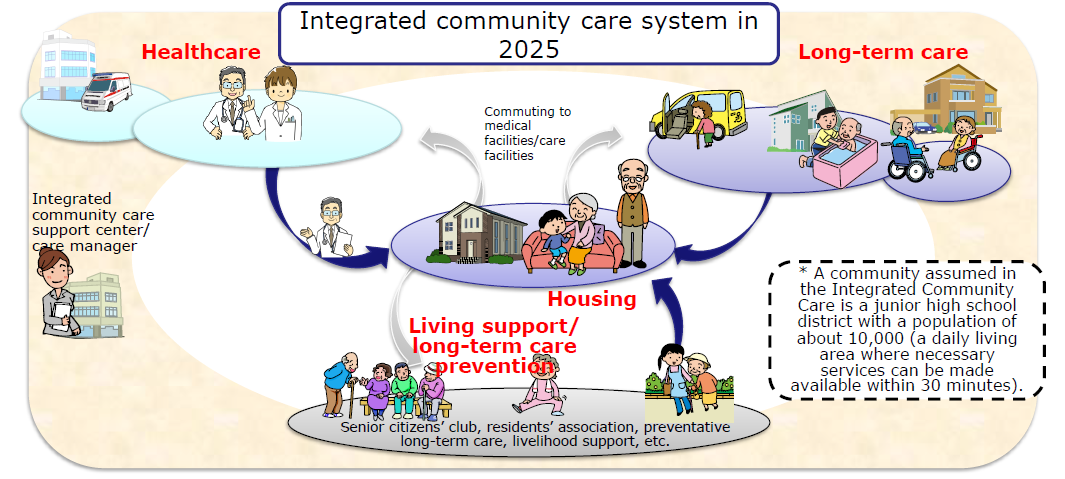 Integrated community care system in
2025
Healthcare
Long-term care
Commuting to
medical
facilities/care
facilities
Integrated
community care
support center/
care manager
Housing
* A community assumed in
the Integrated Community
Care is a junior high school
district with a population of
about 10,000 (a daily living
area where necessary
services can be made
available within 30 minutes).
Living support/
long-term care
prevention
Senior citizens’ club, residents’ association, preventative
long-term care, livelihood support, etc.